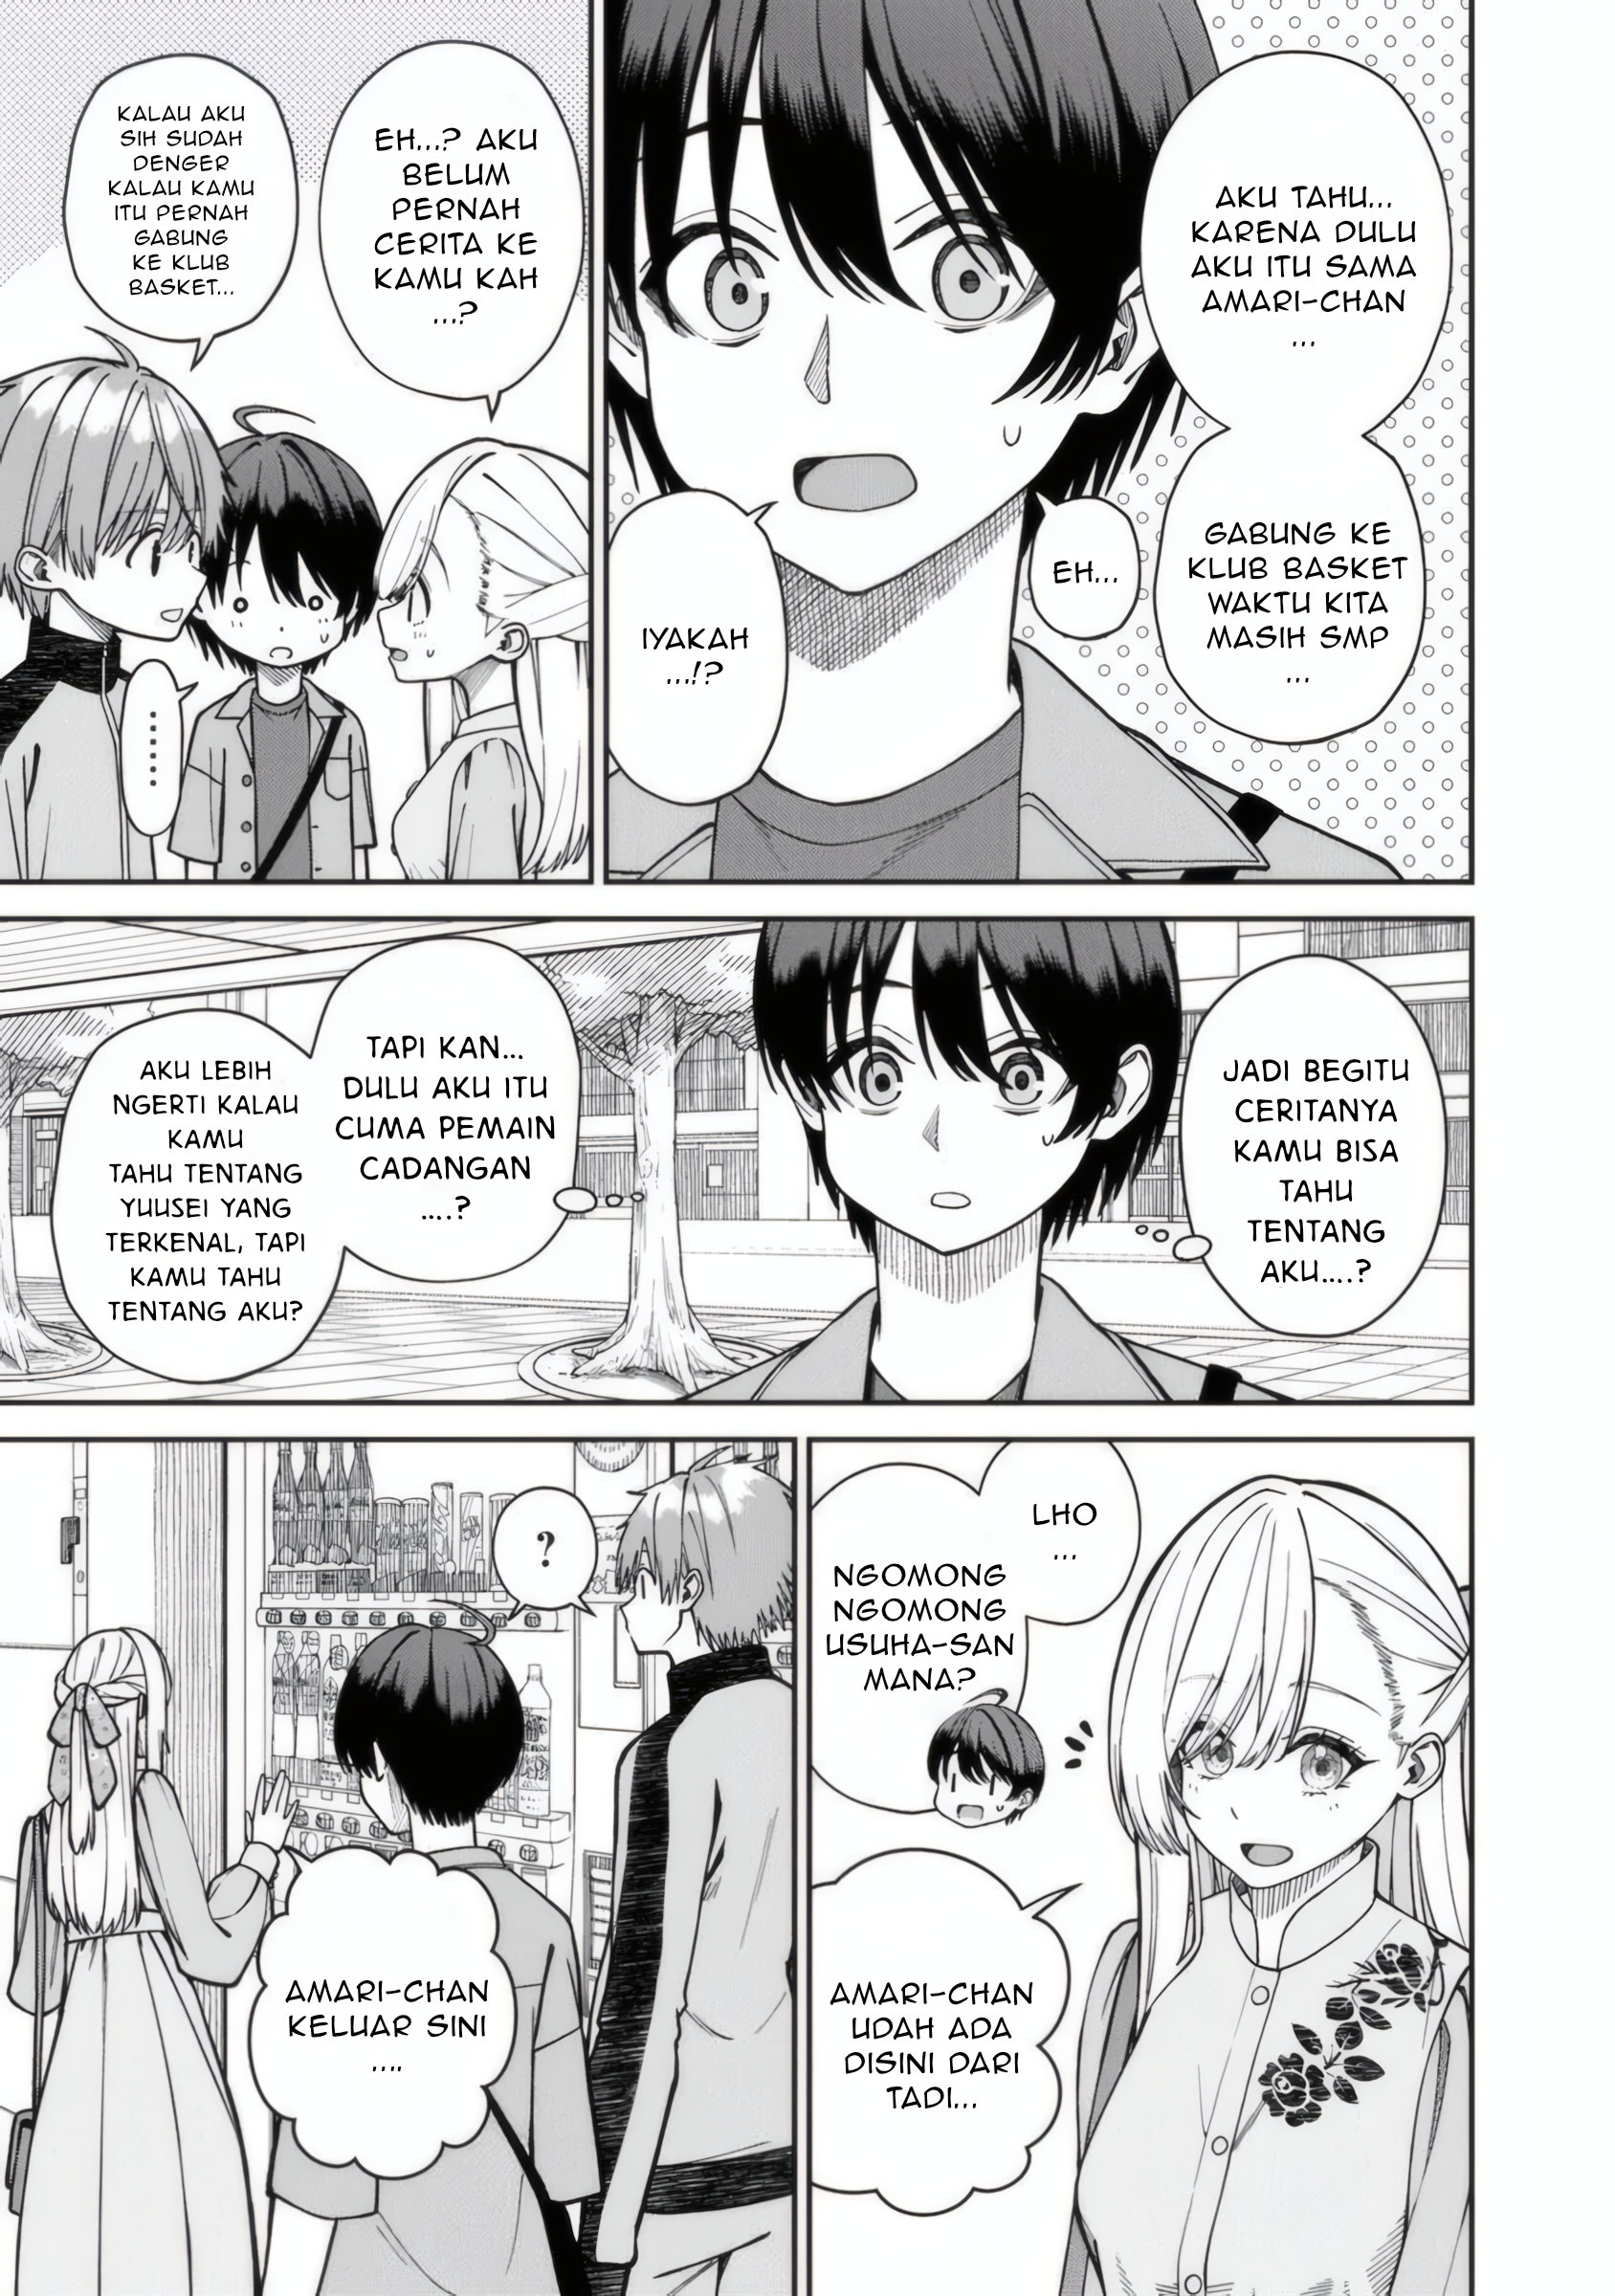 AKU TAHU...
KARENA DULU
AKU ITU SAMA
AMARI-CHAN
...
GABUNG KE
KLUB BASKET
WAKTU KITA
MASIH SMP
...
EH...
IYAKAH
...!?
EH...? AKU
BELUM
PERNAH
CERITA KE
KAMU KAH
...?
KALAU AKU
SIH SUDAH
DENGER
KALAU KAMU
ITU PERNAH
GABUNG
KE KLUB
BASKET...
.......
JADI BEGITU
CERITANYA
KAMU BISA
TAHU
TENTANG
AKU....?
TAPI KAN...
DULU AKU ITU
CUMA PEMAIN
CADANGAN
....?
AKU LEBIH
NGERTI KALAU
KAMU
TAHU TENTANG
YUUSEI YANG
TERKENAL, TAPI
KAMU TAHU
TENTANG AKU?
LHO
...
NGOMONG
NGOMONG
USUHA-SAN
MANA?
AMARI-CHAN
UDAH ADA
DISINI DARI
TADI...
?
AMARI-CHAN
KELUAR SINI
....